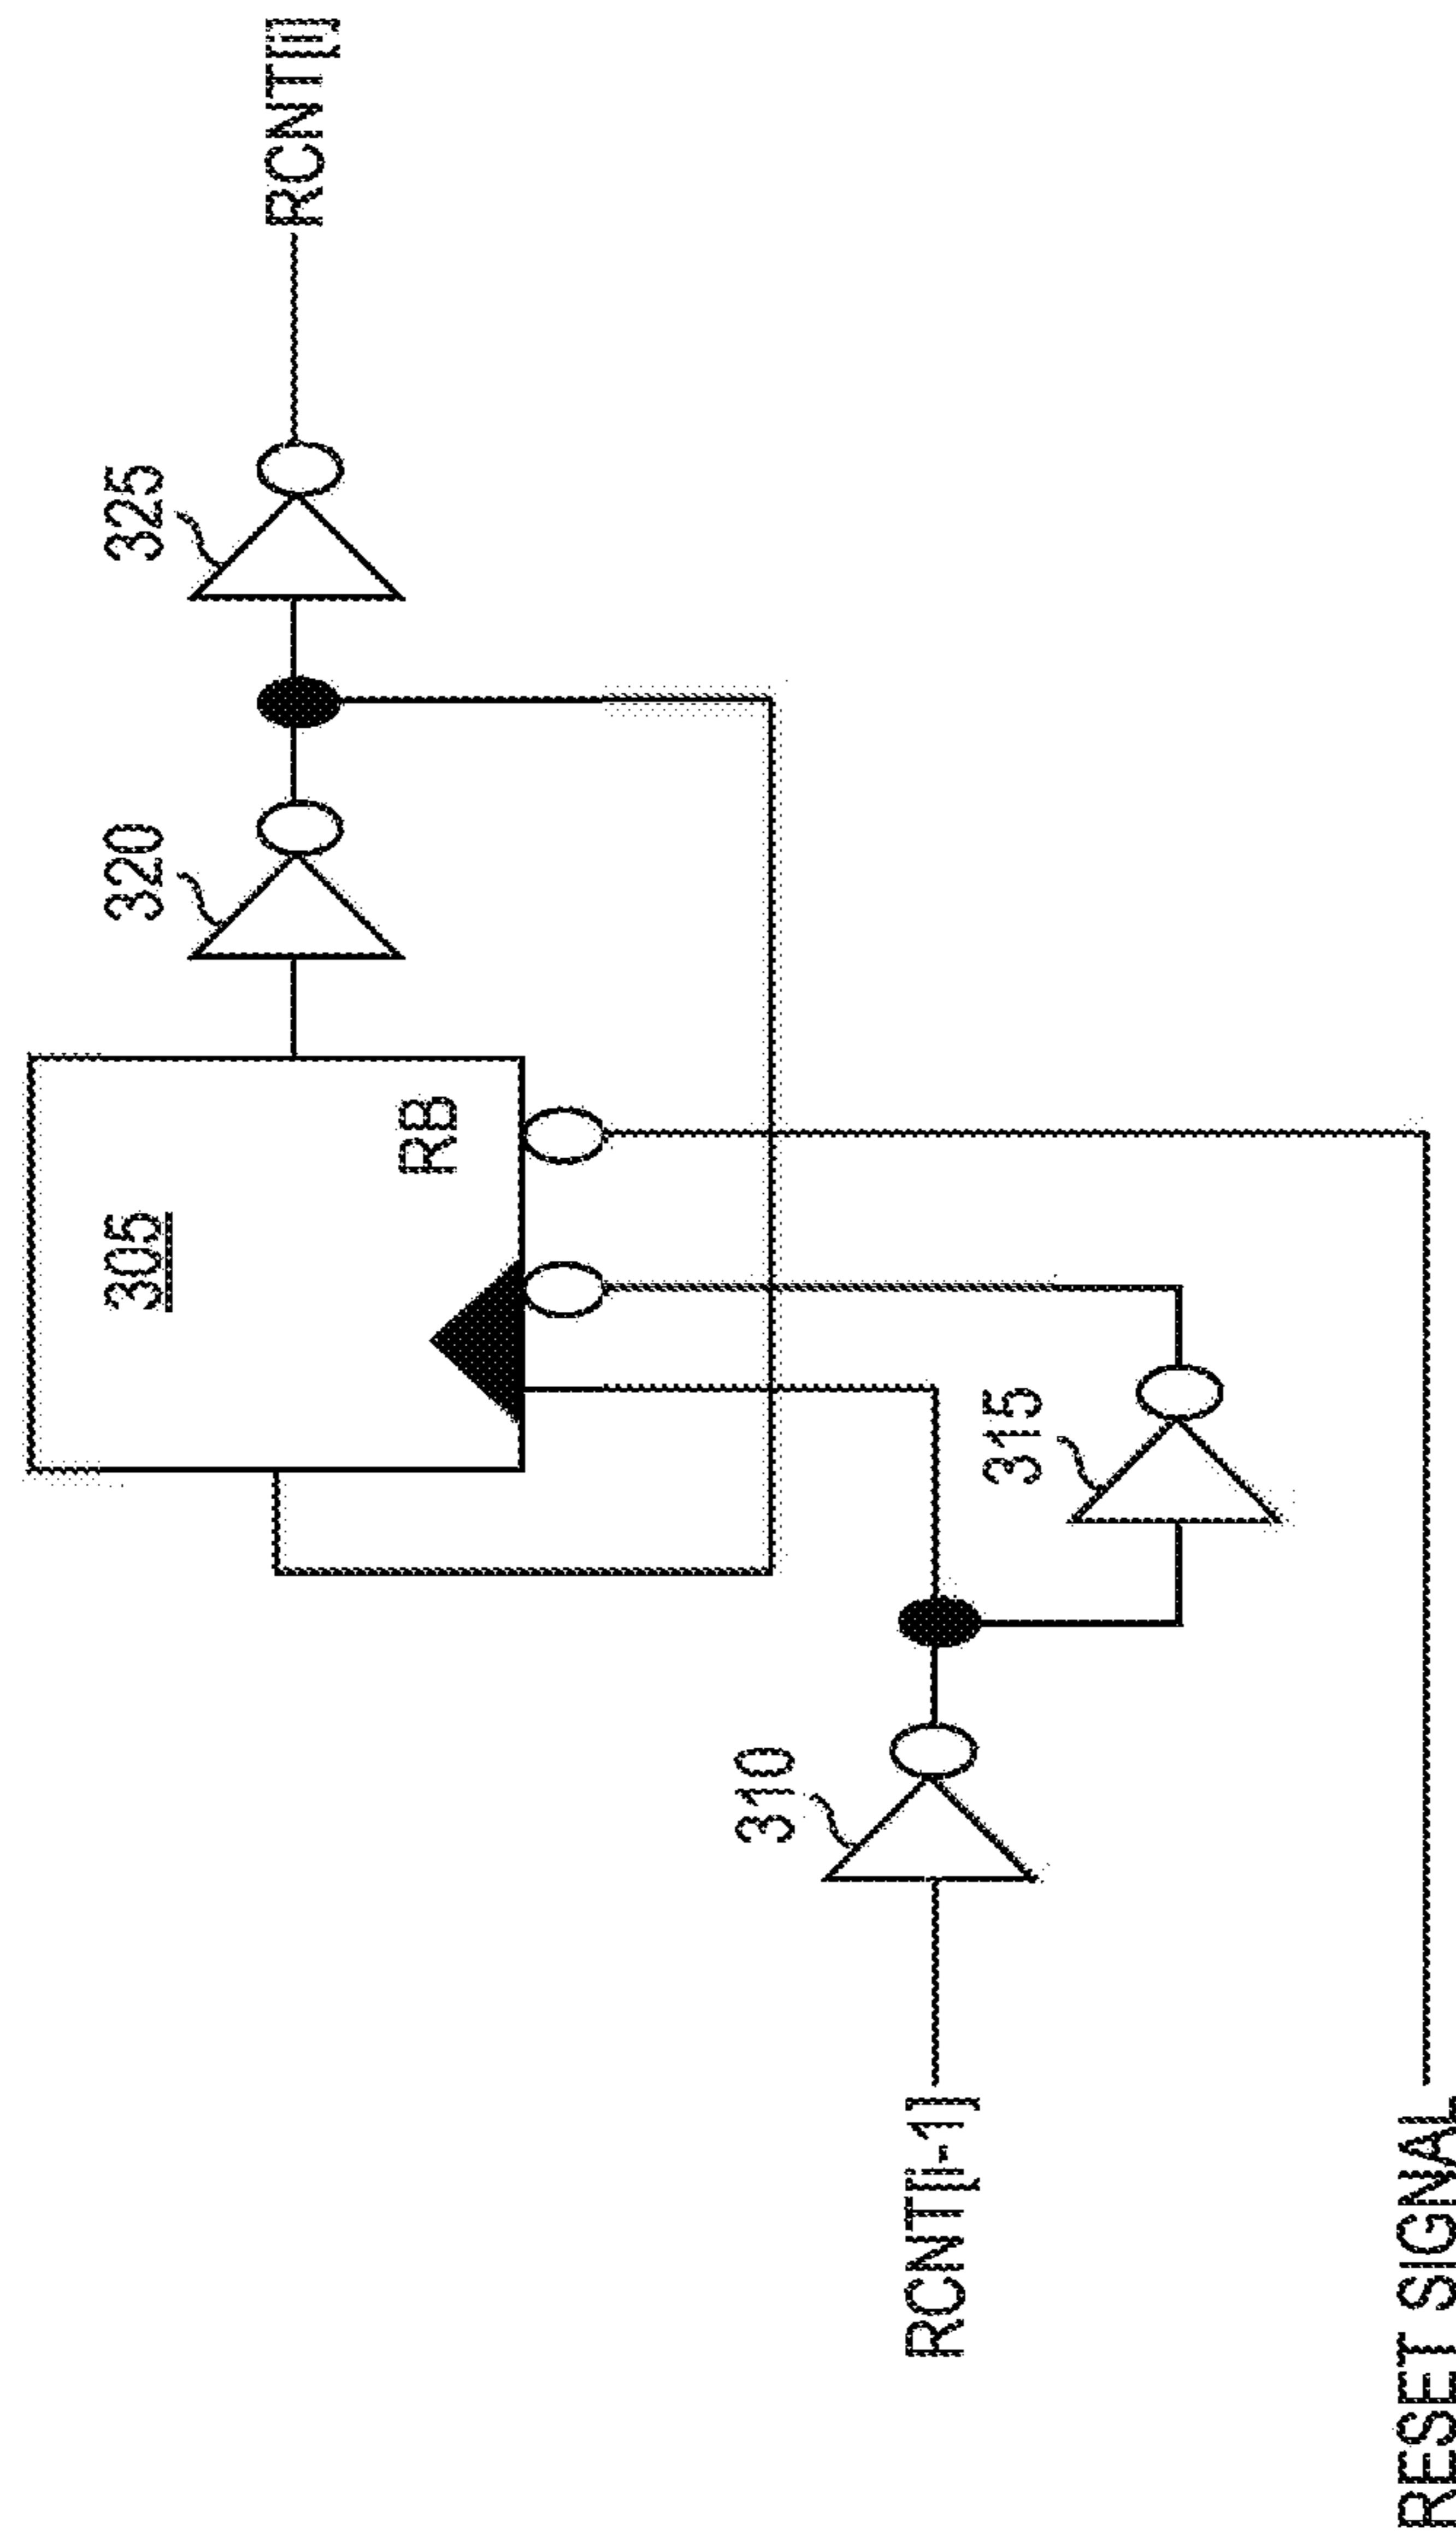 305
RB
320
325
RCNT[i]
310
315
RCNT[i-1]
RESET SIGNAL